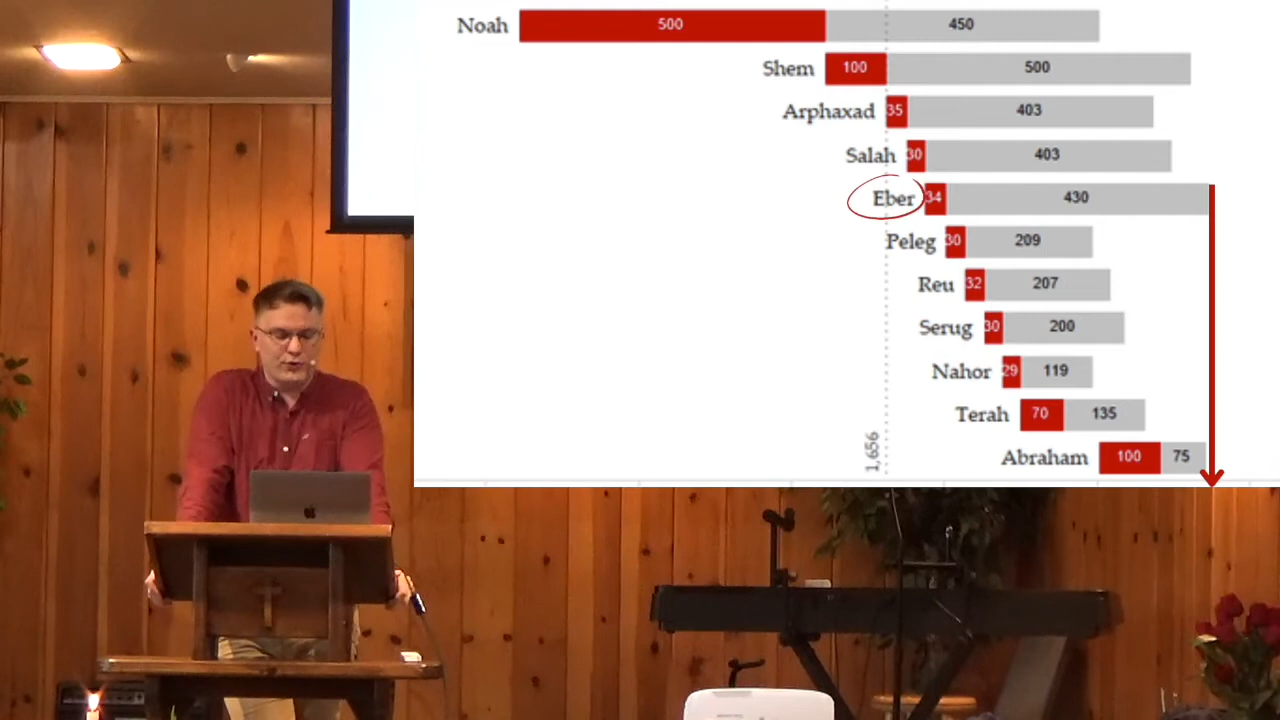 Noah 500 450
Shem 100 500
Arphaxad 35 403
Salah 30 403
Eber 34 430
Peleg 30 209
Reu 32 207
Serug 30 200
Nahor 29 119
Terah 70 135
Abraham 100 75
1,656